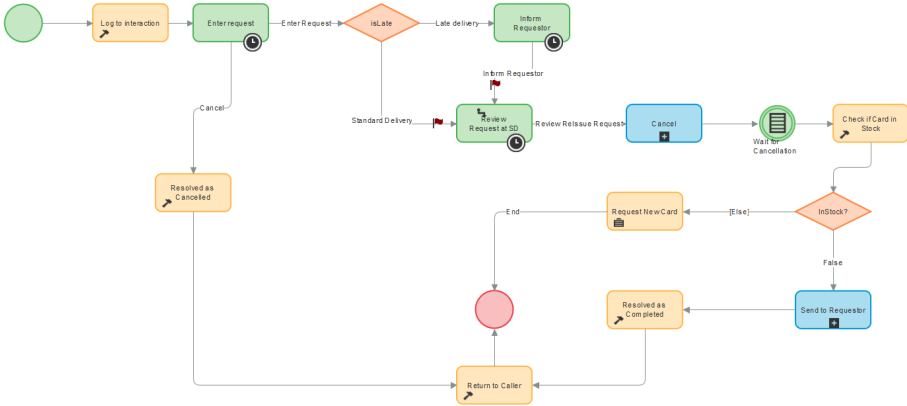 Log to interaction
Enter request
Enter Request
isLate
Late delivery
Inform
Requestor
Inform Requestor
Cancel
Standard Delivery
Review
Request at SD
Review ReIssue Request
Cancel
Wait for
Cancellation
Check if Card in
Stock
Resolved as
Cancelled
End
Request New Card
[Else]
InStock?
False
Resolved as
Completed
Send to Requestor
Return to Caller